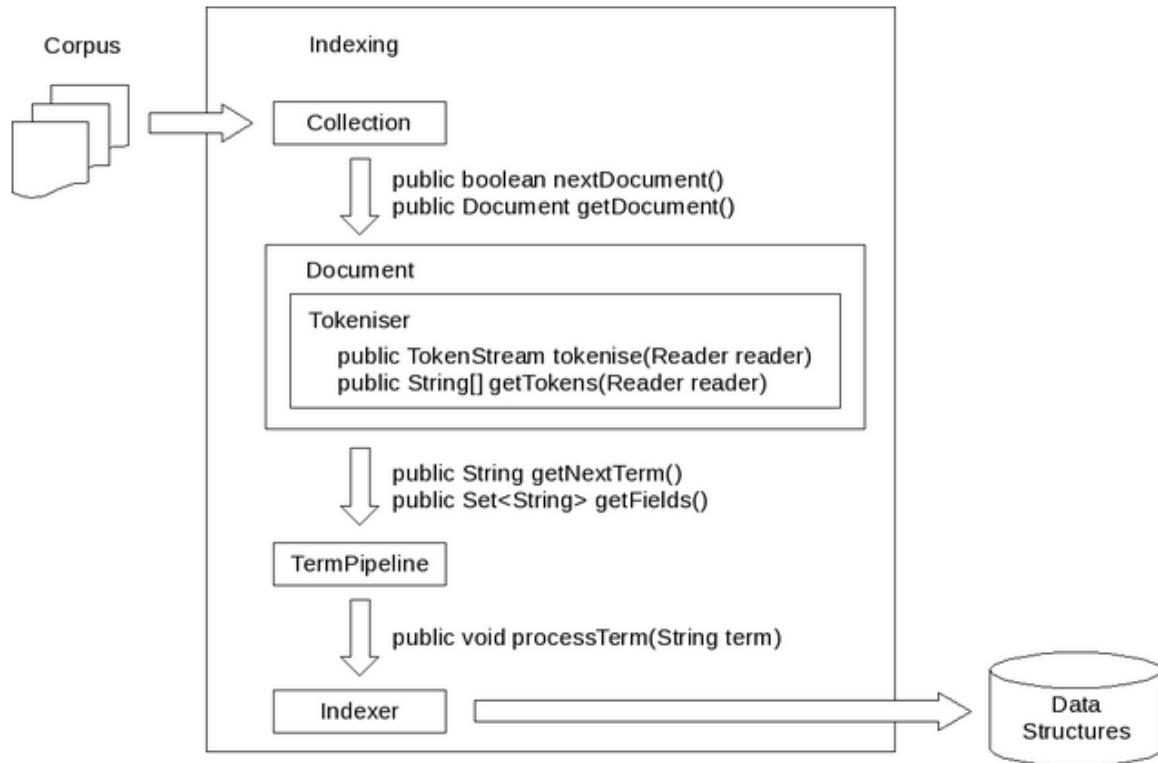 Corpus
Indexing
Collection
public boolean nextDocument()
public Document getDocument()
Document
Tokeniser
public TokenStream tokenise(Reader reader)
public String[] getTokens(Reader reader)
public String getNextTerm()
public Set<String> getFields()
TermPipeline
public void processTerm(String term)
Indexer
Data
Structures